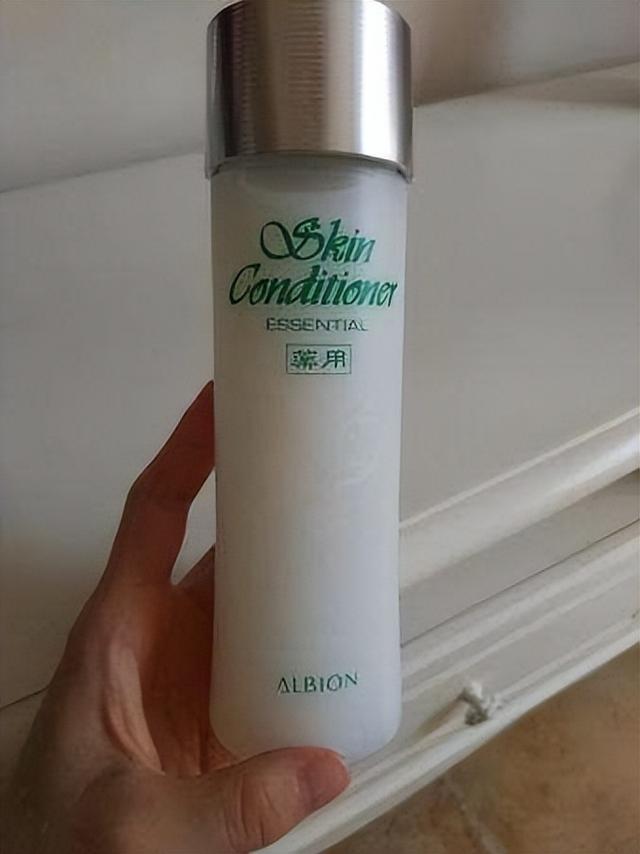 Skin
Conditioner
ESSENTIAL
薬用
ALBION